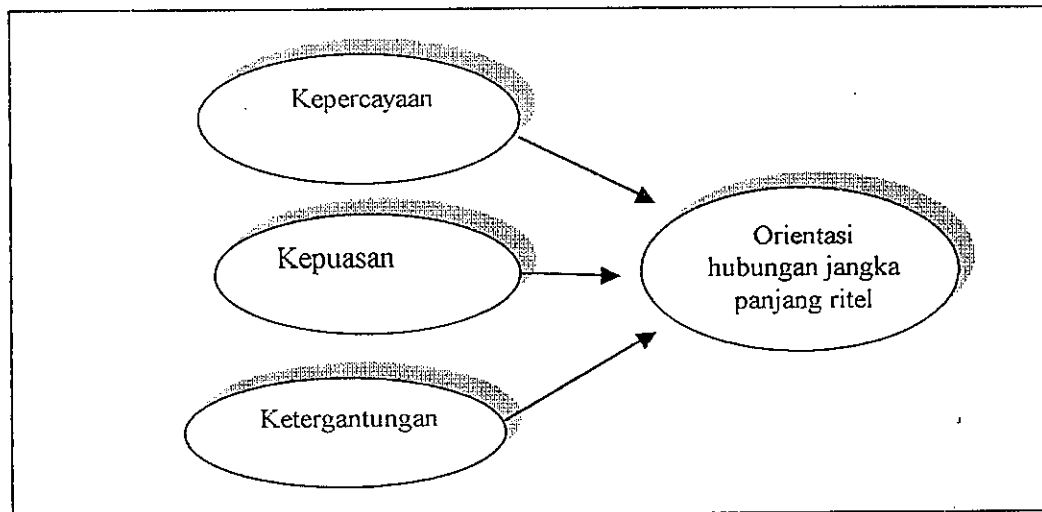 Kepercayaan
Kepuasan
Ketergantungan
Orientasi
hubungan jangka
panjang ritel